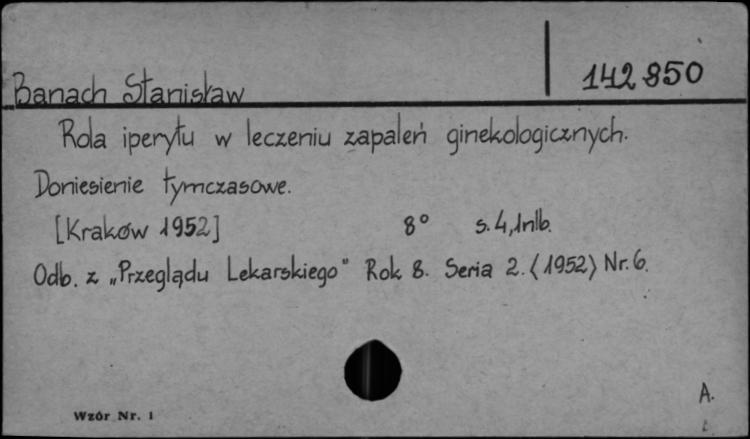 142850
Banach Stanisław
Rola iperytu w leczeniu zapaleń ginekologicznych.
Doniesienie tymczasowe.
[Kraków 1952] 8° s. 4, 1nlb.
Odb. z „Przeglądu Lekarskiego" Rok 8. Seria 2. (1952) Nr. 6.
A.
Wzór Nr. 1